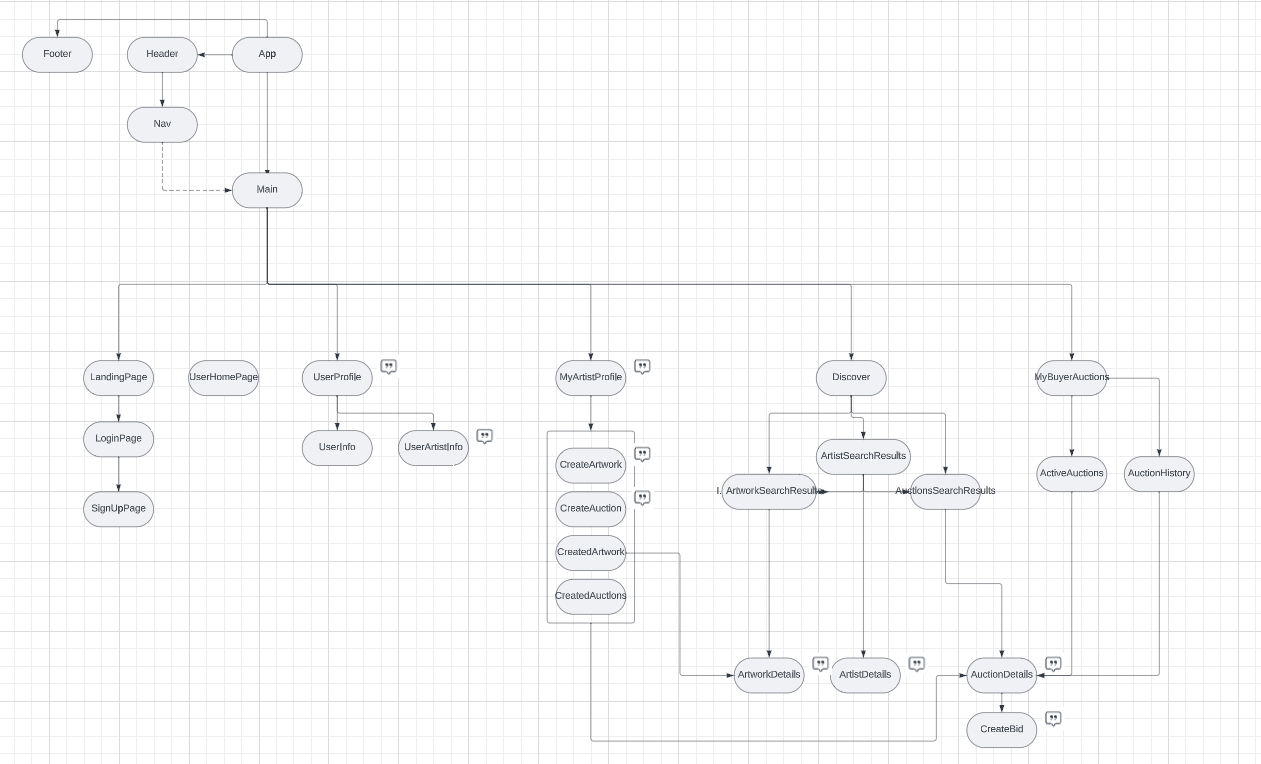 Footer
Header
App
Nav
Main
LandingPage
UserHomePage
UserProfile
MyArtistProfile
Discover
MyBuyerAuctions
LoginPage
UserInfo
UserArtistInfo
ArtistSearchResults
CreateArtwork
ActiveAuctions
AuctionHistory
I. ArtworkSearchResults
AuctionsSearchResults
SignUpPage
CreateAuction
CreatedArtwork
CreatedAuctions
ArtworkDetails
ArtistDetails
AuctionDetails
CreateBid